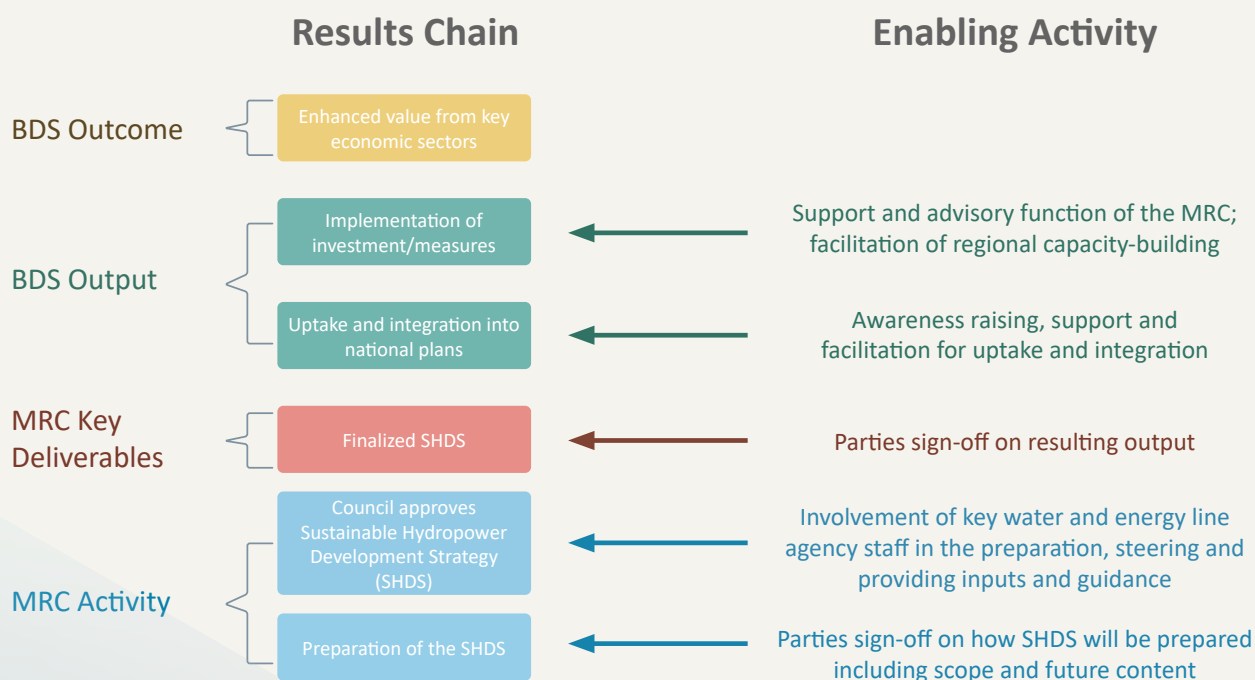 Results Chain
Enabling Activity
BDS Outcome
Enhanced value from key
economic sectors
BDS Output
Implementation of
investment/measures
Support and advisory function of the MRC;
facilitation of regional capacity-building
Uptake and integration into
national plans
Awareness raising, support and
facilitation for uptake and integration
MRC Key
Deliverables
Finalized SHDS
Parties sign-off on resulting output
MRC Activity
Council approves
Sustainable Hydropower
Development Strategy
(SHDS)
Involvement of key water and energy line
agency staff in the preparation, steering and
providing inputs and guidance
Preparation of the SHDS
Parties sign-off on how SHDS will be prepared
including scope and future content